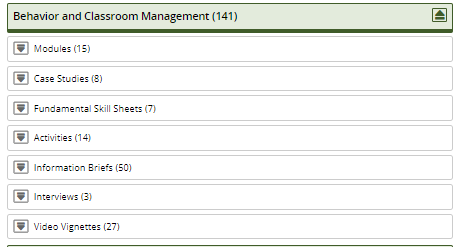 Behavior and Classroom Management (141)
Modules (15)
Case Studies (8)
Fundamental Skill Sheets (7)
Activities (14)
Information Briefs (50)
Interviews (3)
Video Vignettes (27)